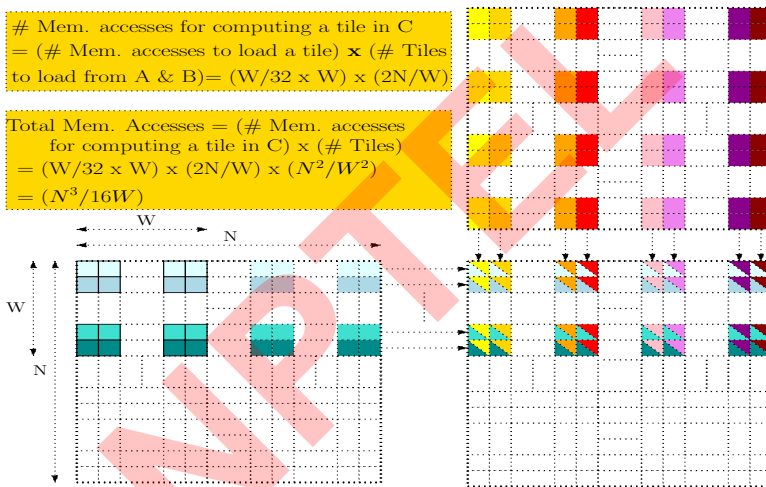 # Mem. accesses for computing a tile in C
= (# Mem. accesses to load a tile) x (# Tiles
to load from A & B)= (W/32 x W) x (2N/W)
Total Mem. Accesses = (# Mem. accesses
for computing a tile in C) x (# Tiles)
= (W/32 x W) x (2N/W) x (N²/W²)
= (N³/16W)
W
N
W
N
NPTEL